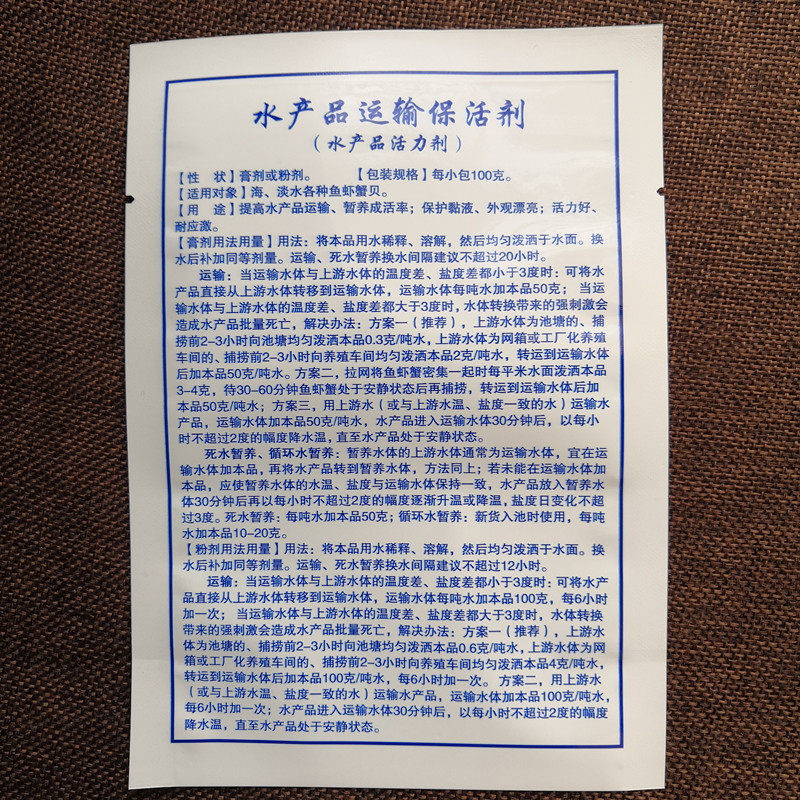 水产品运输保活剂
（水产品活力剂）
【性　状】膏剂或粉剂。　　【包装规格】每小包100克。
【适用对象】海、淡水各种鱼虾蟹贝。
【用　途】提高水产品运输、暂养成活率；保护黏液、外观漂亮；活力好、
耐应激。
【膏剂用法用量】用法：将本品用水稀释、溶解，然后均匀泼洒于水面。换
水后补加同等剂量。运输、死水暂养换水间隔建议不超过20小时。
运输：当运输水体与上游水体的温度差、盐度差都小于3度时：可将水
产品直接从上游水体转移到运输水体，运输水体每吨水加本品50克； 当运
输水体与上游水体的温度差、盐度差都大于3度时，水体转换带来的强刺激会
造成水产品批量死亡，解决办法：方案一（推荐），上游水体为池塘的、捕
捞前2-3小时向池塘均匀泼洒本品0.3克/吨水，上游水体为网箱或工厂化养殖
车间的、捕捞前2-3小时向养殖车间均匀泼洒本品2克/吨水，转运到运输水体
后加本品50克/吨水。方案二，拉网将鱼虾蟹密集一起时每平米水面泼洒本品
3-4克，待30-60分钟鱼虾蟹处于安静状态后再捕捞，转运到运输水体后加
本品50克/吨水；方案三，用上游水（或与上游水温、盐度一致的水）运输水
产品，运输水体加本品50克/吨水，水产品进入运输水体30分钟后，以每小
时不超过2度的幅度降水温，直至水产品处于安静状态。
死水暂养、循环水暂养：暂养水体的上游水体通常为运输水体，宜在运
输水体加本品，再将水产品转到暂养水体，方法同上；若未能在运输水体加
本品，应使暂养水体的水温、盐度与运输水体保持一致，水产品放入暂养水
体30分钟后再以每小时不超过2度的幅度逐渐升温或降温，盐度日变化不超
过3度。死水暂养：每吨水加本品50克；循环水暂养：新货入池时使用，每吨
水加本品10-20克。
【粉剂用法用量】用法：将本品用水稀释、溶解，然后均匀泼洒于水面。换
水后补加同等剂量。运输、死水暂养换水间隔建议不超过12小时。
运输：当运输水体与上游水体的温度差、盐度差都小于3度时：可将水产
品直接从上游水体转移到运输水体，运输水体每吨水加本品100克，每6小时
加一次； 当运输水体与上游水体的温度差、盐度差都大于3度时，水体转换
带来的强刺激会造成水产品批量死亡，解决办法：方案一（推荐），上游水
体为池塘的、捕捞前2-3小时向池塘均匀泼洒本品0.6克/吨水，上游水体为网
箱或工厂化养殖车间的、捕捞前2-3小时向养殖车间均匀泼洒本品4克/吨水，
转运到运输水体后加本品100克/吨水，每6小时加一次。 方案二，用上游水
（或与上游水温、盐度一致的水）运输水产品，运输水体加本品100克/吨水，
每6小时加一次；水产品进入运输水体30分钟后，以每小时不超过2度的幅度
降水温，直至水产品处于安静状态。